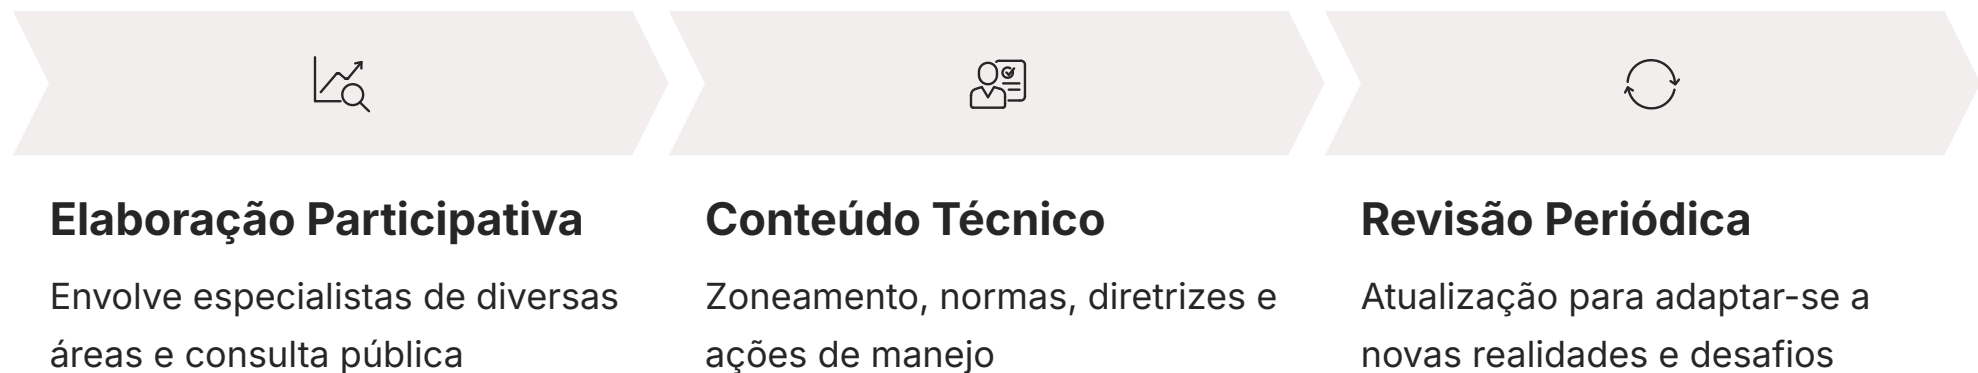 Elaboração Participativa
Envolve especialistas de diversas
áreas e consulta pública
Conteúdo Técnico
Zoneamento, normas, diretrizes e
ações de manejo
Revisão Periódica
Atualização para adaptar-se a
novas realidades e desafios